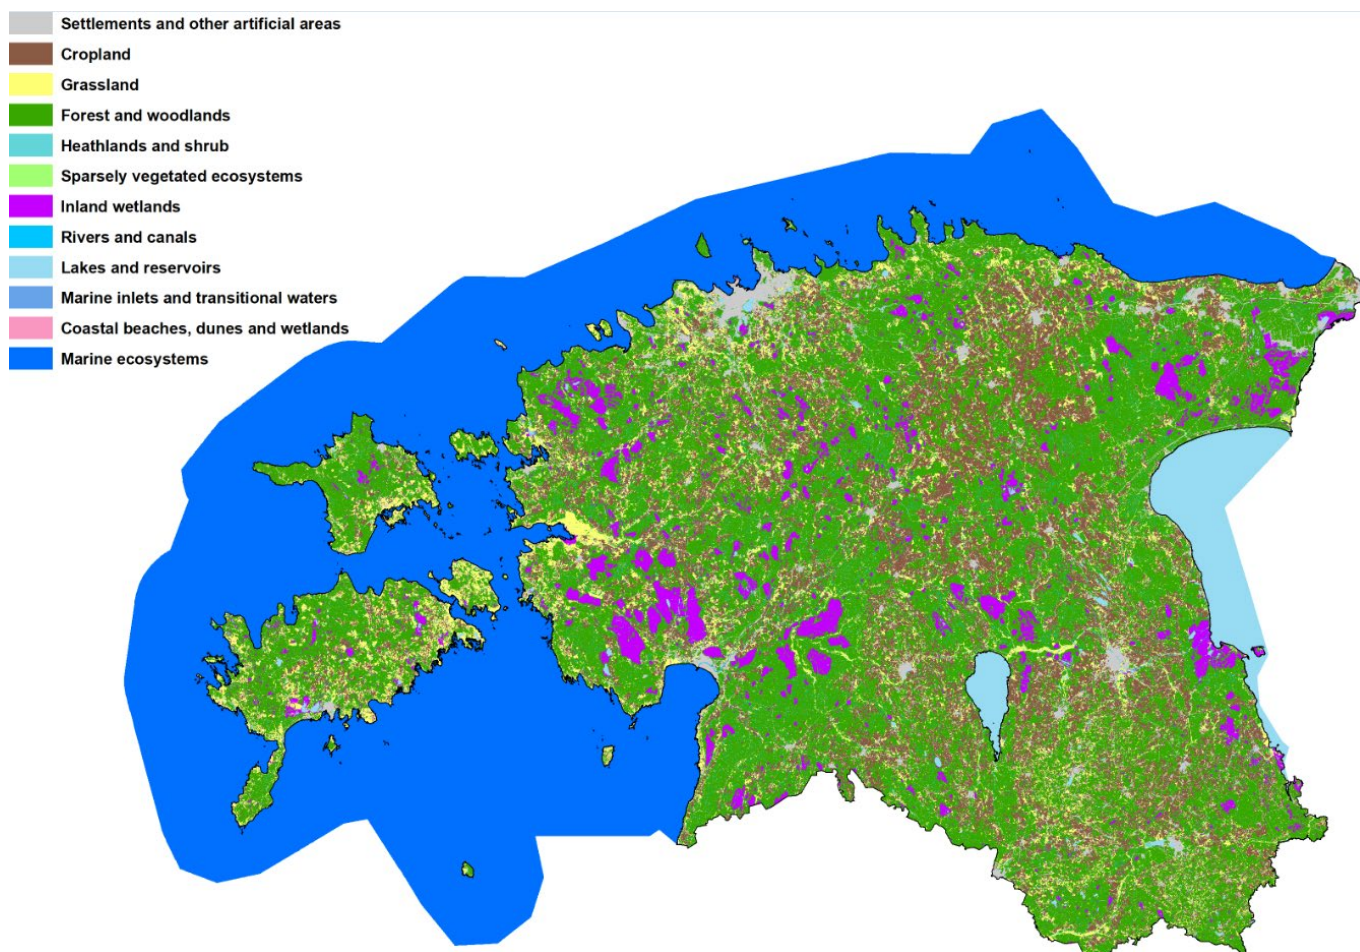 Settlements and other artificial areas
Cropland
Grassland
Forest and woodlands
Heathlands and shrub
Sparsely vegetated ecosystems
Inland wetlands
Rivers and canals
Lakes and reservoirs
Marine inlets and transitional waters
Coastal beaches, dunes and wetlands
Marine ecosystems